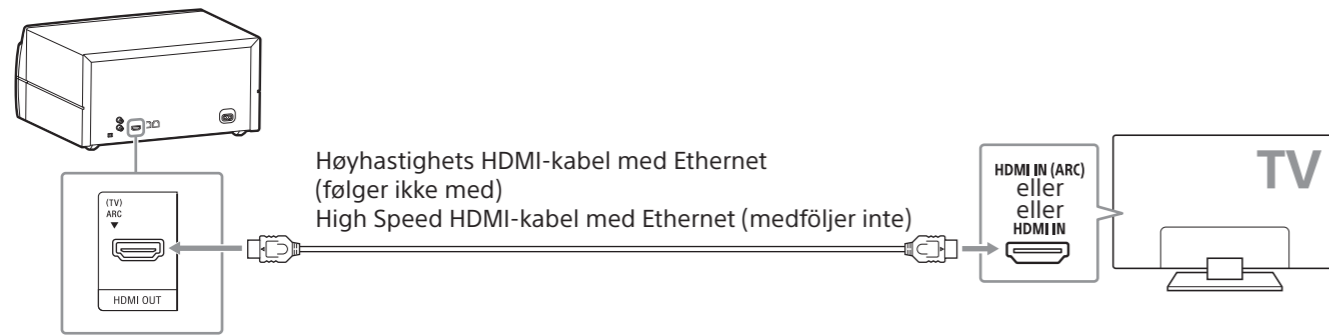 (TV)
ARC
HDMI OUT
Høyhastighets HDMI-kabel med Ethernet
(følger ikke med)
High Speed HDMI-kabel med Ethernet (medföljer inte)
HDMI IN (ARC)
eller
eller
HDMI IN
TV